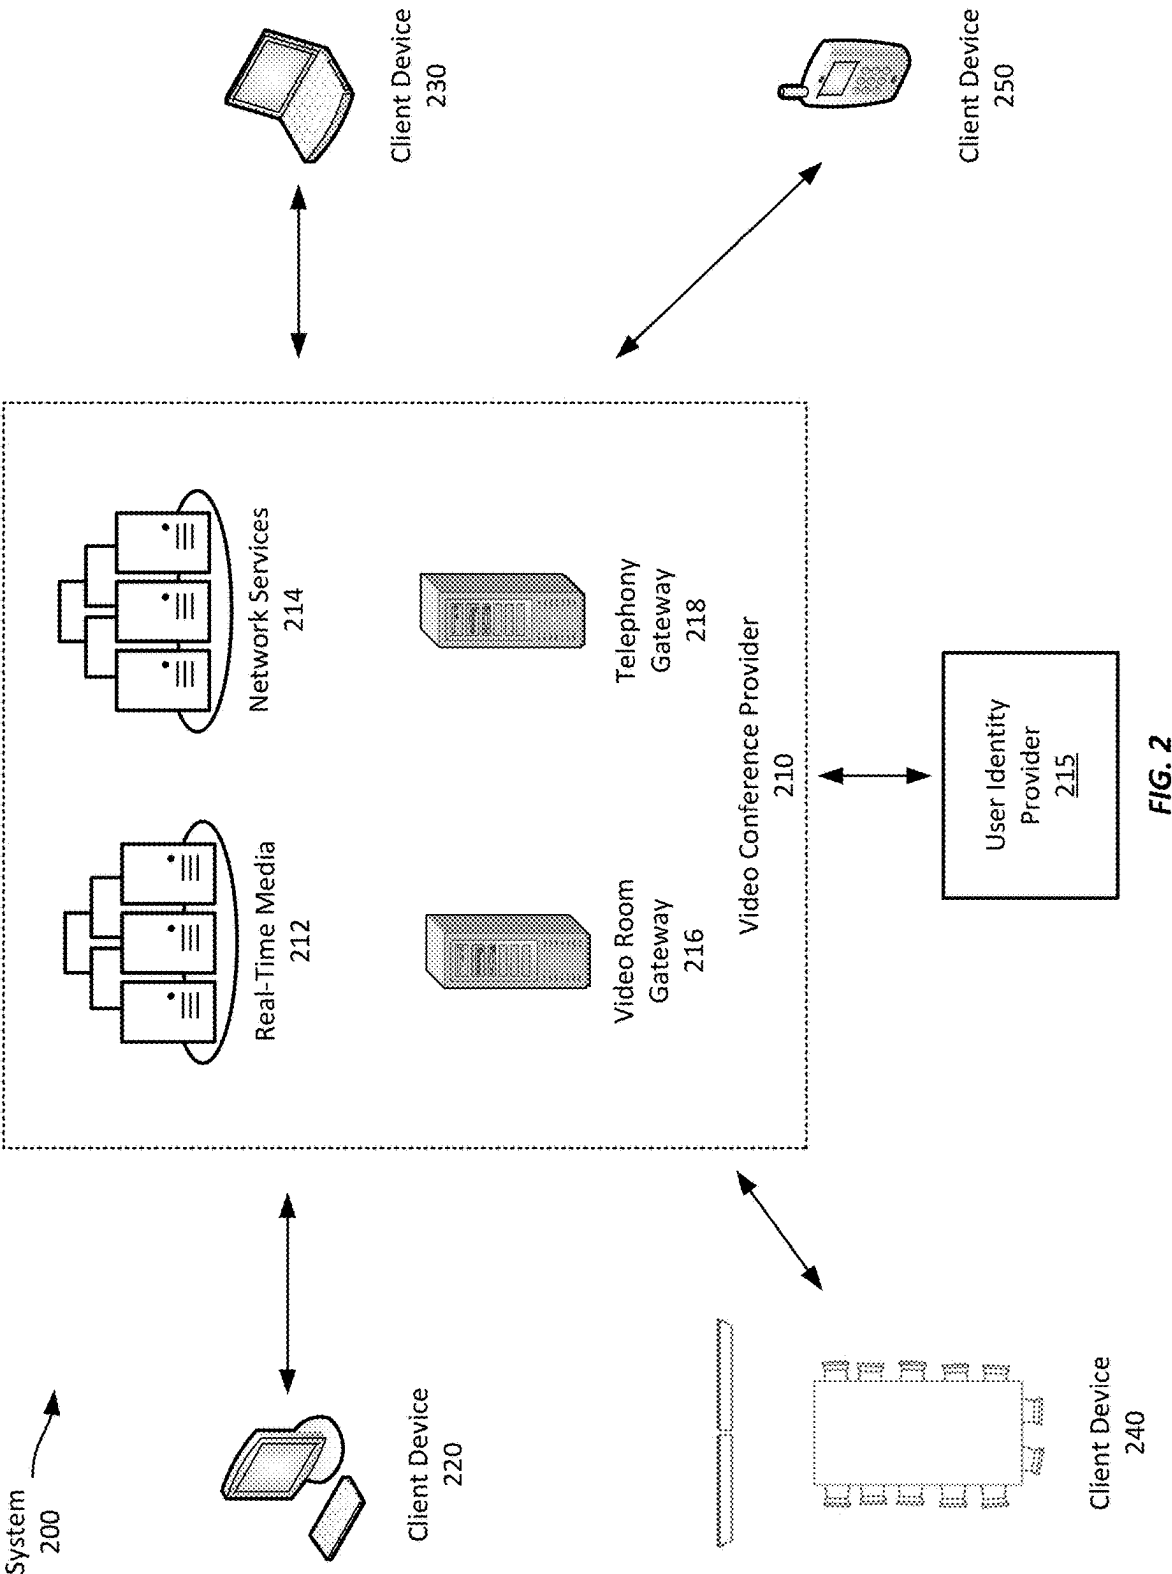 System
200
Real-Time Media
212
Network Services
214
Client Device
220
Client Device
230
Video Room
Gateway
216
Telephony
Gateway
218
Video Conference Provider
210
Client Device
240
Client Device
250
User Identity
Provider
215
FIG. 2